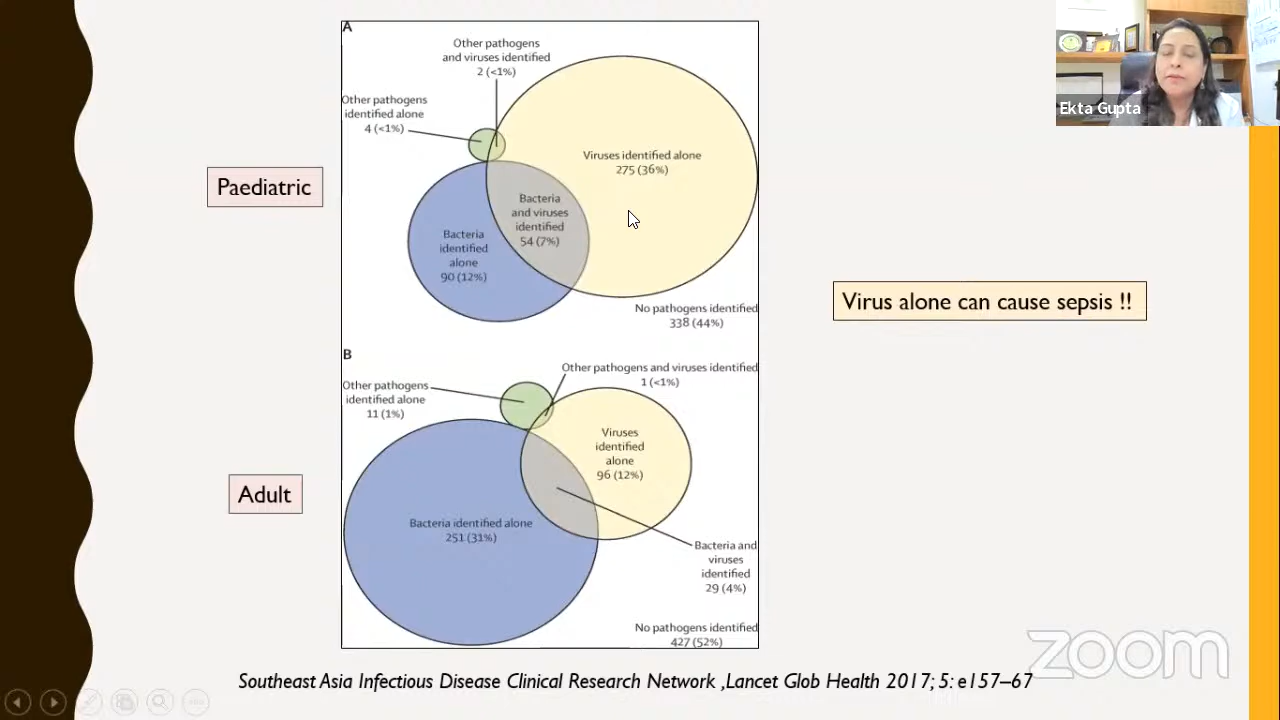 A
Other pathogens
and viruses identified
2 (<1%)
Other pathogens
identified alone
4 (<1%)
Viruses identified alone
275 (36%)
Bacteria
and viruses
identified
54 (7%)
Bacteria
identified
alone
90 (12%)
No pathogens identified
338 (44%)
Paediatric
B
Other pathogens and viruses identified
1 (<1%)
Other pathogens
identified alone
11 (1%)
Viruses
identified
alone
96 (12%)
Bacteria identified alone
251 (31%)
Bacteria and
viruses
identified
29 (4%)
No pathogens identified
427 (52%)
Adult
Virus alone can cause sepsis !!
Ekta Gupta
Southeast Asia Infectious Disease Clinical Research Network ,Lancet Glob Health 2017; 5: e157–67
zoom